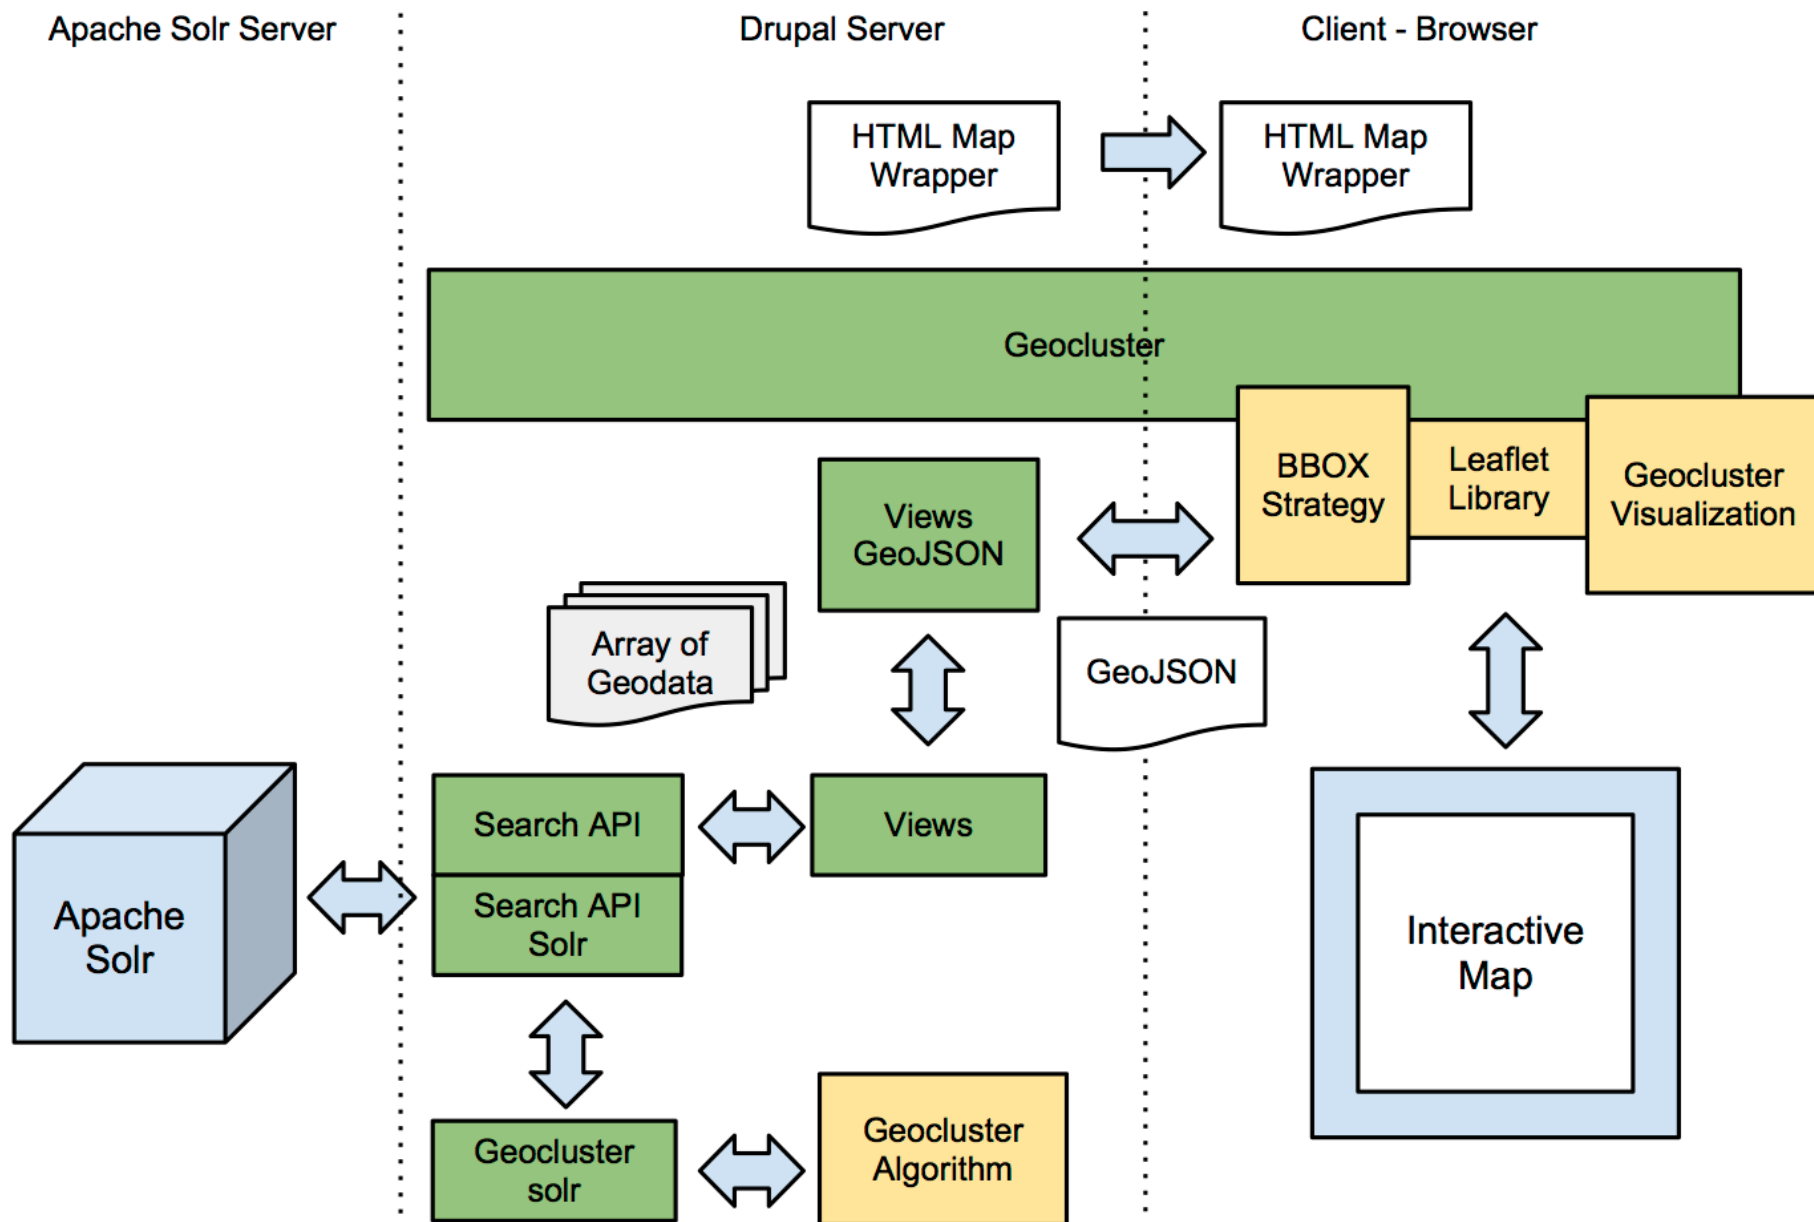 Apache Solr Server
Drupal Server
Client - Browser
HTML Map
Wrapper
HTML Map
Wrapper
Geocluster
BBOX
Strategy
Leaflet
Library
Geocluster
Visualization
Views
GeoJSON
Array of
Geodata
GeoJSON
Search API
Views
Search API
Solr
Apache
Solr
Interactive
Map
Geocluster
solr
Geocluster
Algorithm